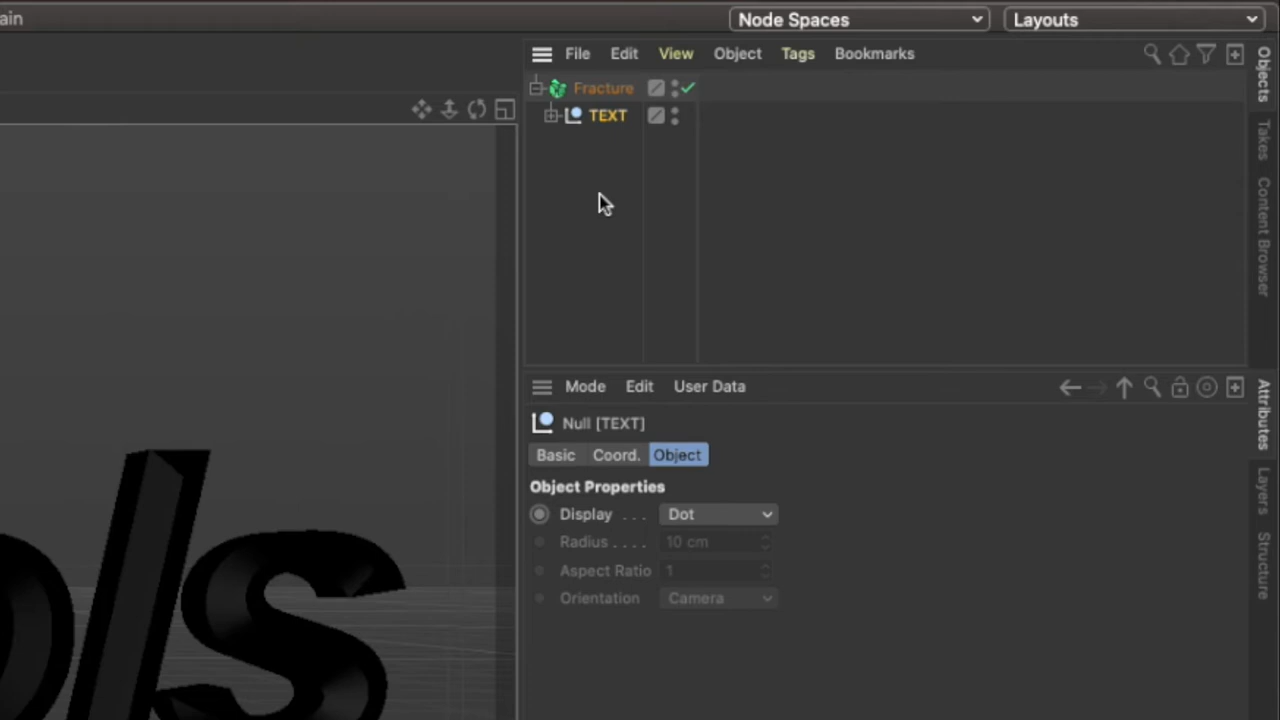 ain
Node Spaces
Layouts
File Edit View Object Tags Bookmarks
Fracture
TEXT
Objects
Takes
Content Browser
Mode Edit User Data
Null [TEXT]
Basic Coord. Object
Object Properties
Display . . . Dot
Radius . . . . 10 cm
Aspect Ratio 1
Orientation Camera
Attributes
Layers
Structure
ols